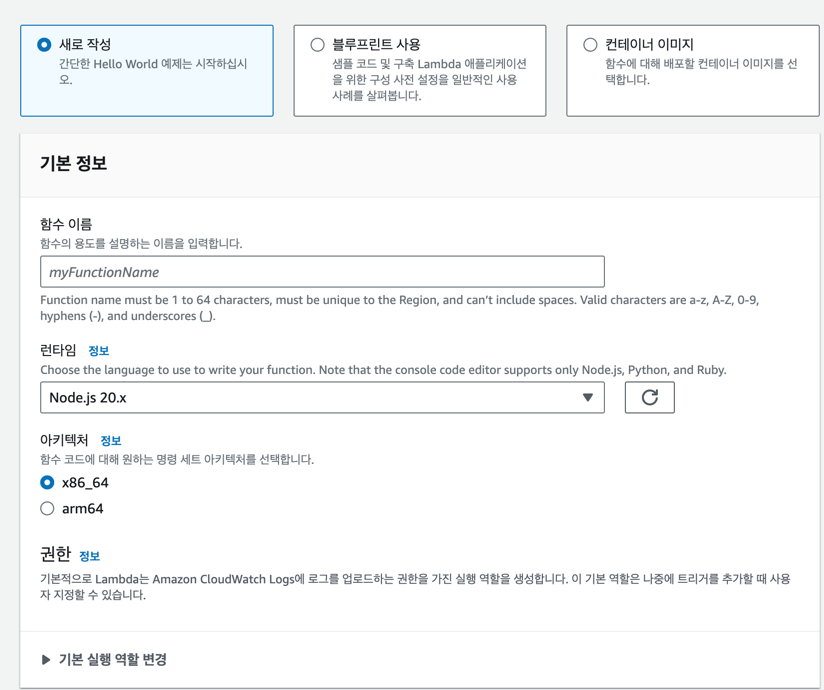 새로 작성
간단한 Hello World 예제는 시작하십시
오.
블루프린트 사용
샘플 코드 및 구축 Lambda 애플리케이션
을 위한 구성 사전 설정을 일반적인 사용
사례를 살펴봅니다.
컨테이너 이미지
함수에 대해 배포할 컨테이너 이미지를 선
택합니다.
기본 정보
함수 이름
함수의 용도를 설명하는 이름을 입력합니다.
myFunctionName
Function name must be 1 to 64 characters, must be unique to the Region, and can’t include spaces. Valid characters are a-z, A-Z, 0-9,
hyphens (-), and underscores (_).
런타임 정보
Choose the language to use to write your function. Note that the console code editor supports only Node.js, Python, and Ruby.
Node.js 20.x
아키텍처 정보
함수 코드에 대해 원하는 명령 세트 아키텍처를 선택합니다.
x86_64
arm64
권한 정보
기본적으로 Lambda는 Amazon CloudWatch Logs에 로그를 업로드하는 권한을 가진 실행 역할을 생성합니다. 이 기본 역할은 나중에 트리거를 추가할 때 사용
자 지정할 수 있습니다.
기본 실행 역할 변경